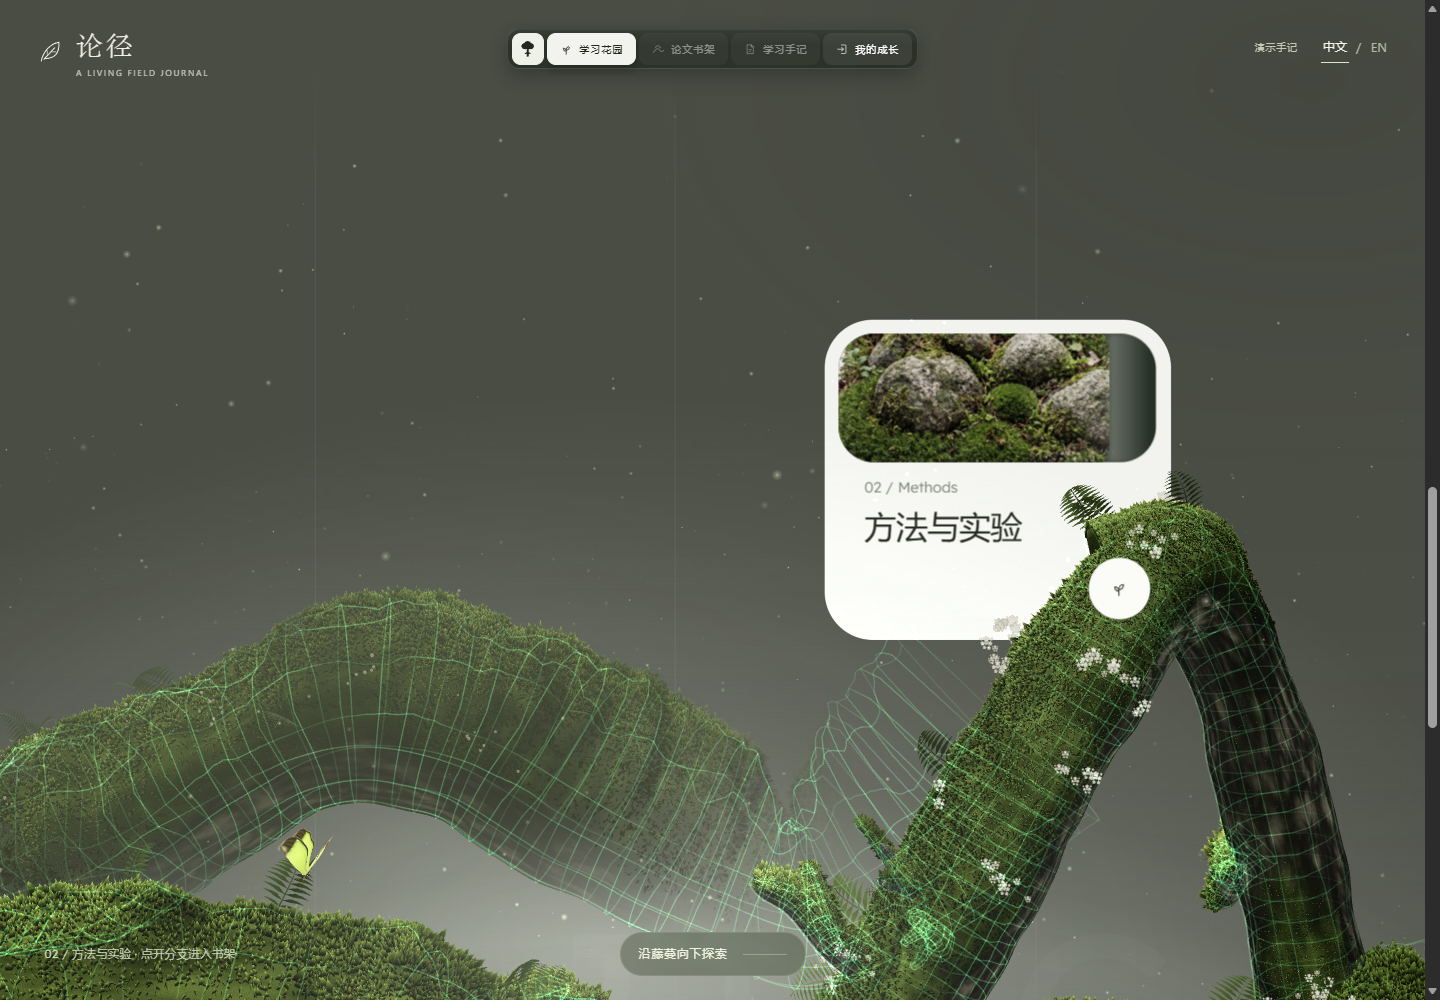 论径
A LIVING FIELD JOURNAL
学习花园
论文书架
学习手记
我的成长
演示手记
中文 / EN
02 / Methods
方法与实验
02 / 方法与实验 · 点开分支进入书架
沿藤蔓向下探索